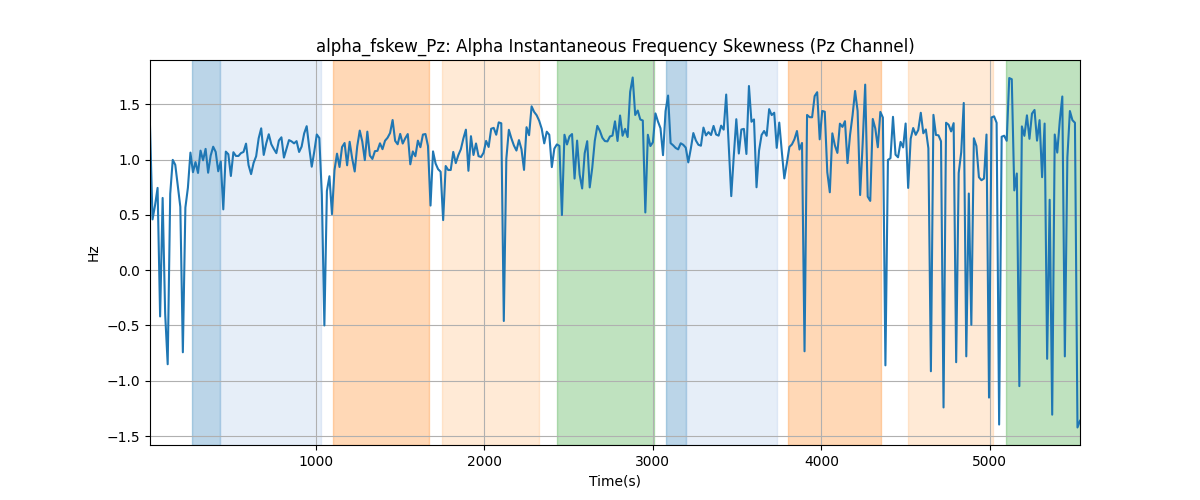 alpha_fskew_Pz: Alpha Instantaneous Frequency Skewness (Pz Channel)
1.5
1.0
0.5
0.0
−0.5
−1.0
−1.5
Hz
1000 2000 3000 4000 5000
Time(s)